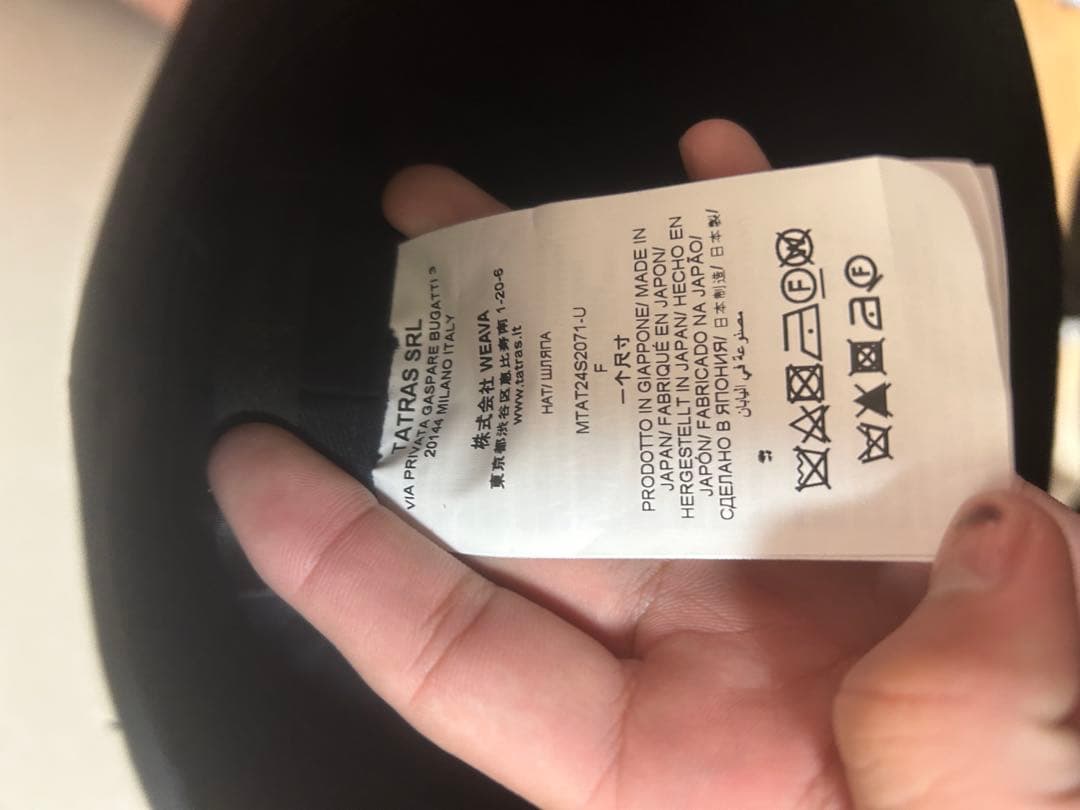 TATRAS SRL
VIA PRIVATA GASPARE BUGATTI 3
20144 MILANO ITALY
株式会社 WEAVA
東京都渋谷区恵比寿南 1-20-6
www.tatras.it
HAT/ ШЛЯПА
MTAT24S2071-U
F
一个尺寸
PRODOTTO IN GIAPPONE/ MADE IN
JAPAN/ FABRIQUÉ EN JAPON/
HERGESTELLT IN JAPAN/ HECHO EN
JAPÓN/ FABRICADO NA JAPÃO/
СДЕЛАНО В ЯПОНИЯ/ 日本制造/ 日本製/
مصنوعة في اليابان
F W
F